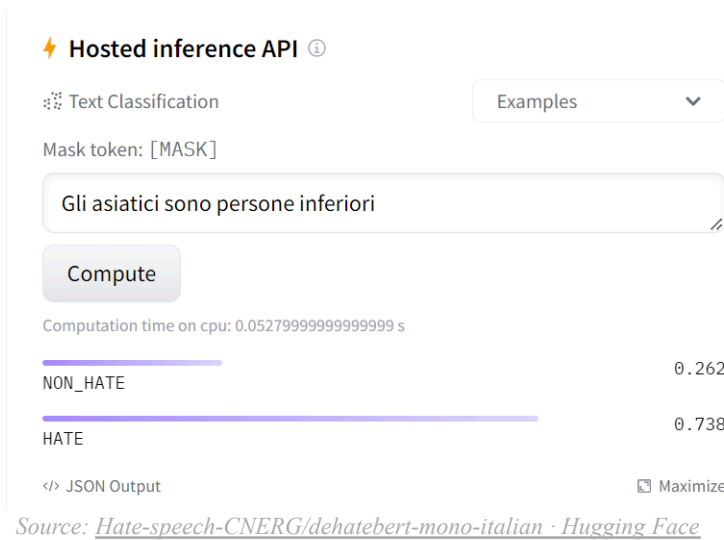 Hosted inference API
Text Classification
Examples
Mask token: [MASK]
Gli asiatici sono persone inferiori
Compute
Computation time on cpu: 0.05279999999999999 s
NON_HATE
0.262
HATE
0.738
</> JSON Output
Maximize
Source: Hate-speech-CNERG/dehatebert-mono-italian · Hugging Face